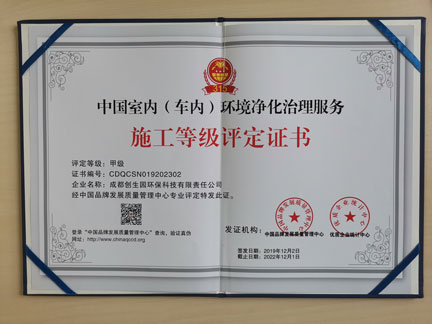 315
中国室内（车内）环境净化治理服务
施工等级评定证书
评定等级：甲级
证书编号：CDQCSN019202302
企业名称：成都创生园环保科技有限责任公司
经中国品牌发展质量管理中心专业评定特发此证。
登录“中国品牌发展质量管理中心”查询，验证真伪
网址：http://www.chinaqccd.org
发证机构：
中国品牌发展质量管理中心
优质企业统计中心
签发日期：2019年12月2日
截止日期：2022年12月1日